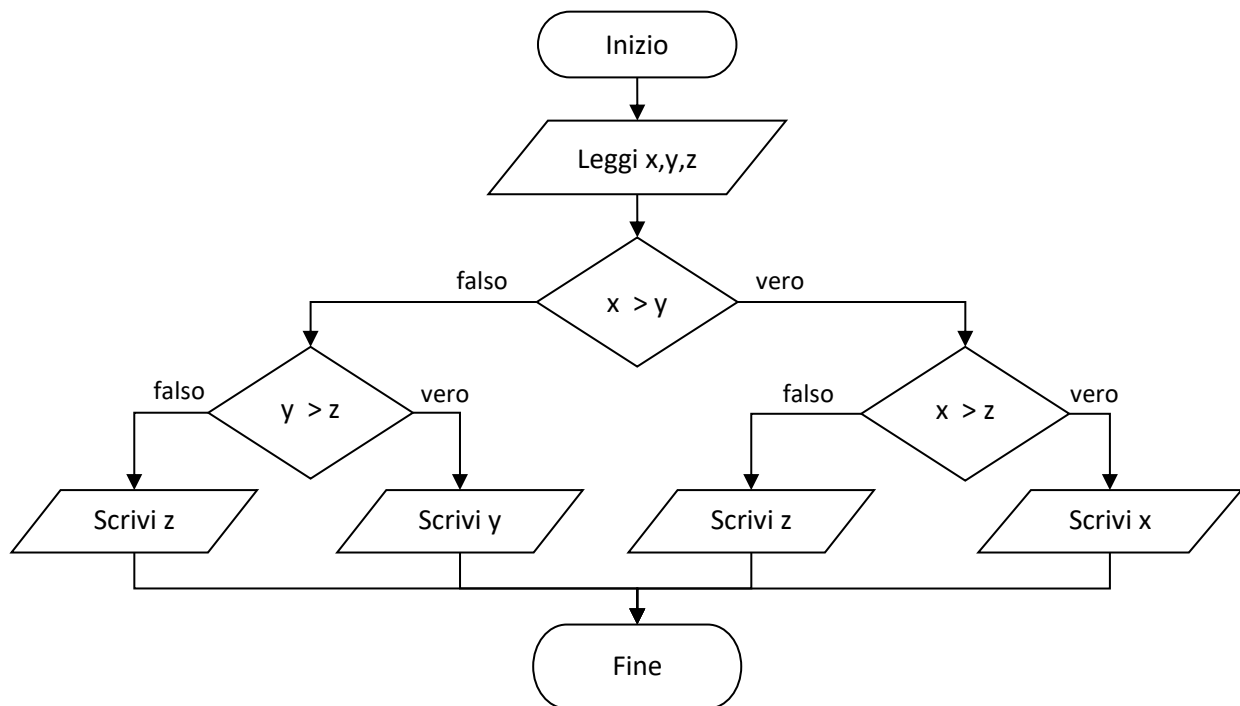 Inizio
Leggi x,y,z
falso
vero
x > y
falso
vero
falso
vero
y > z
x > z
Scrivi z
Scrivi y
Scrivi z
Scrivi x
Fine